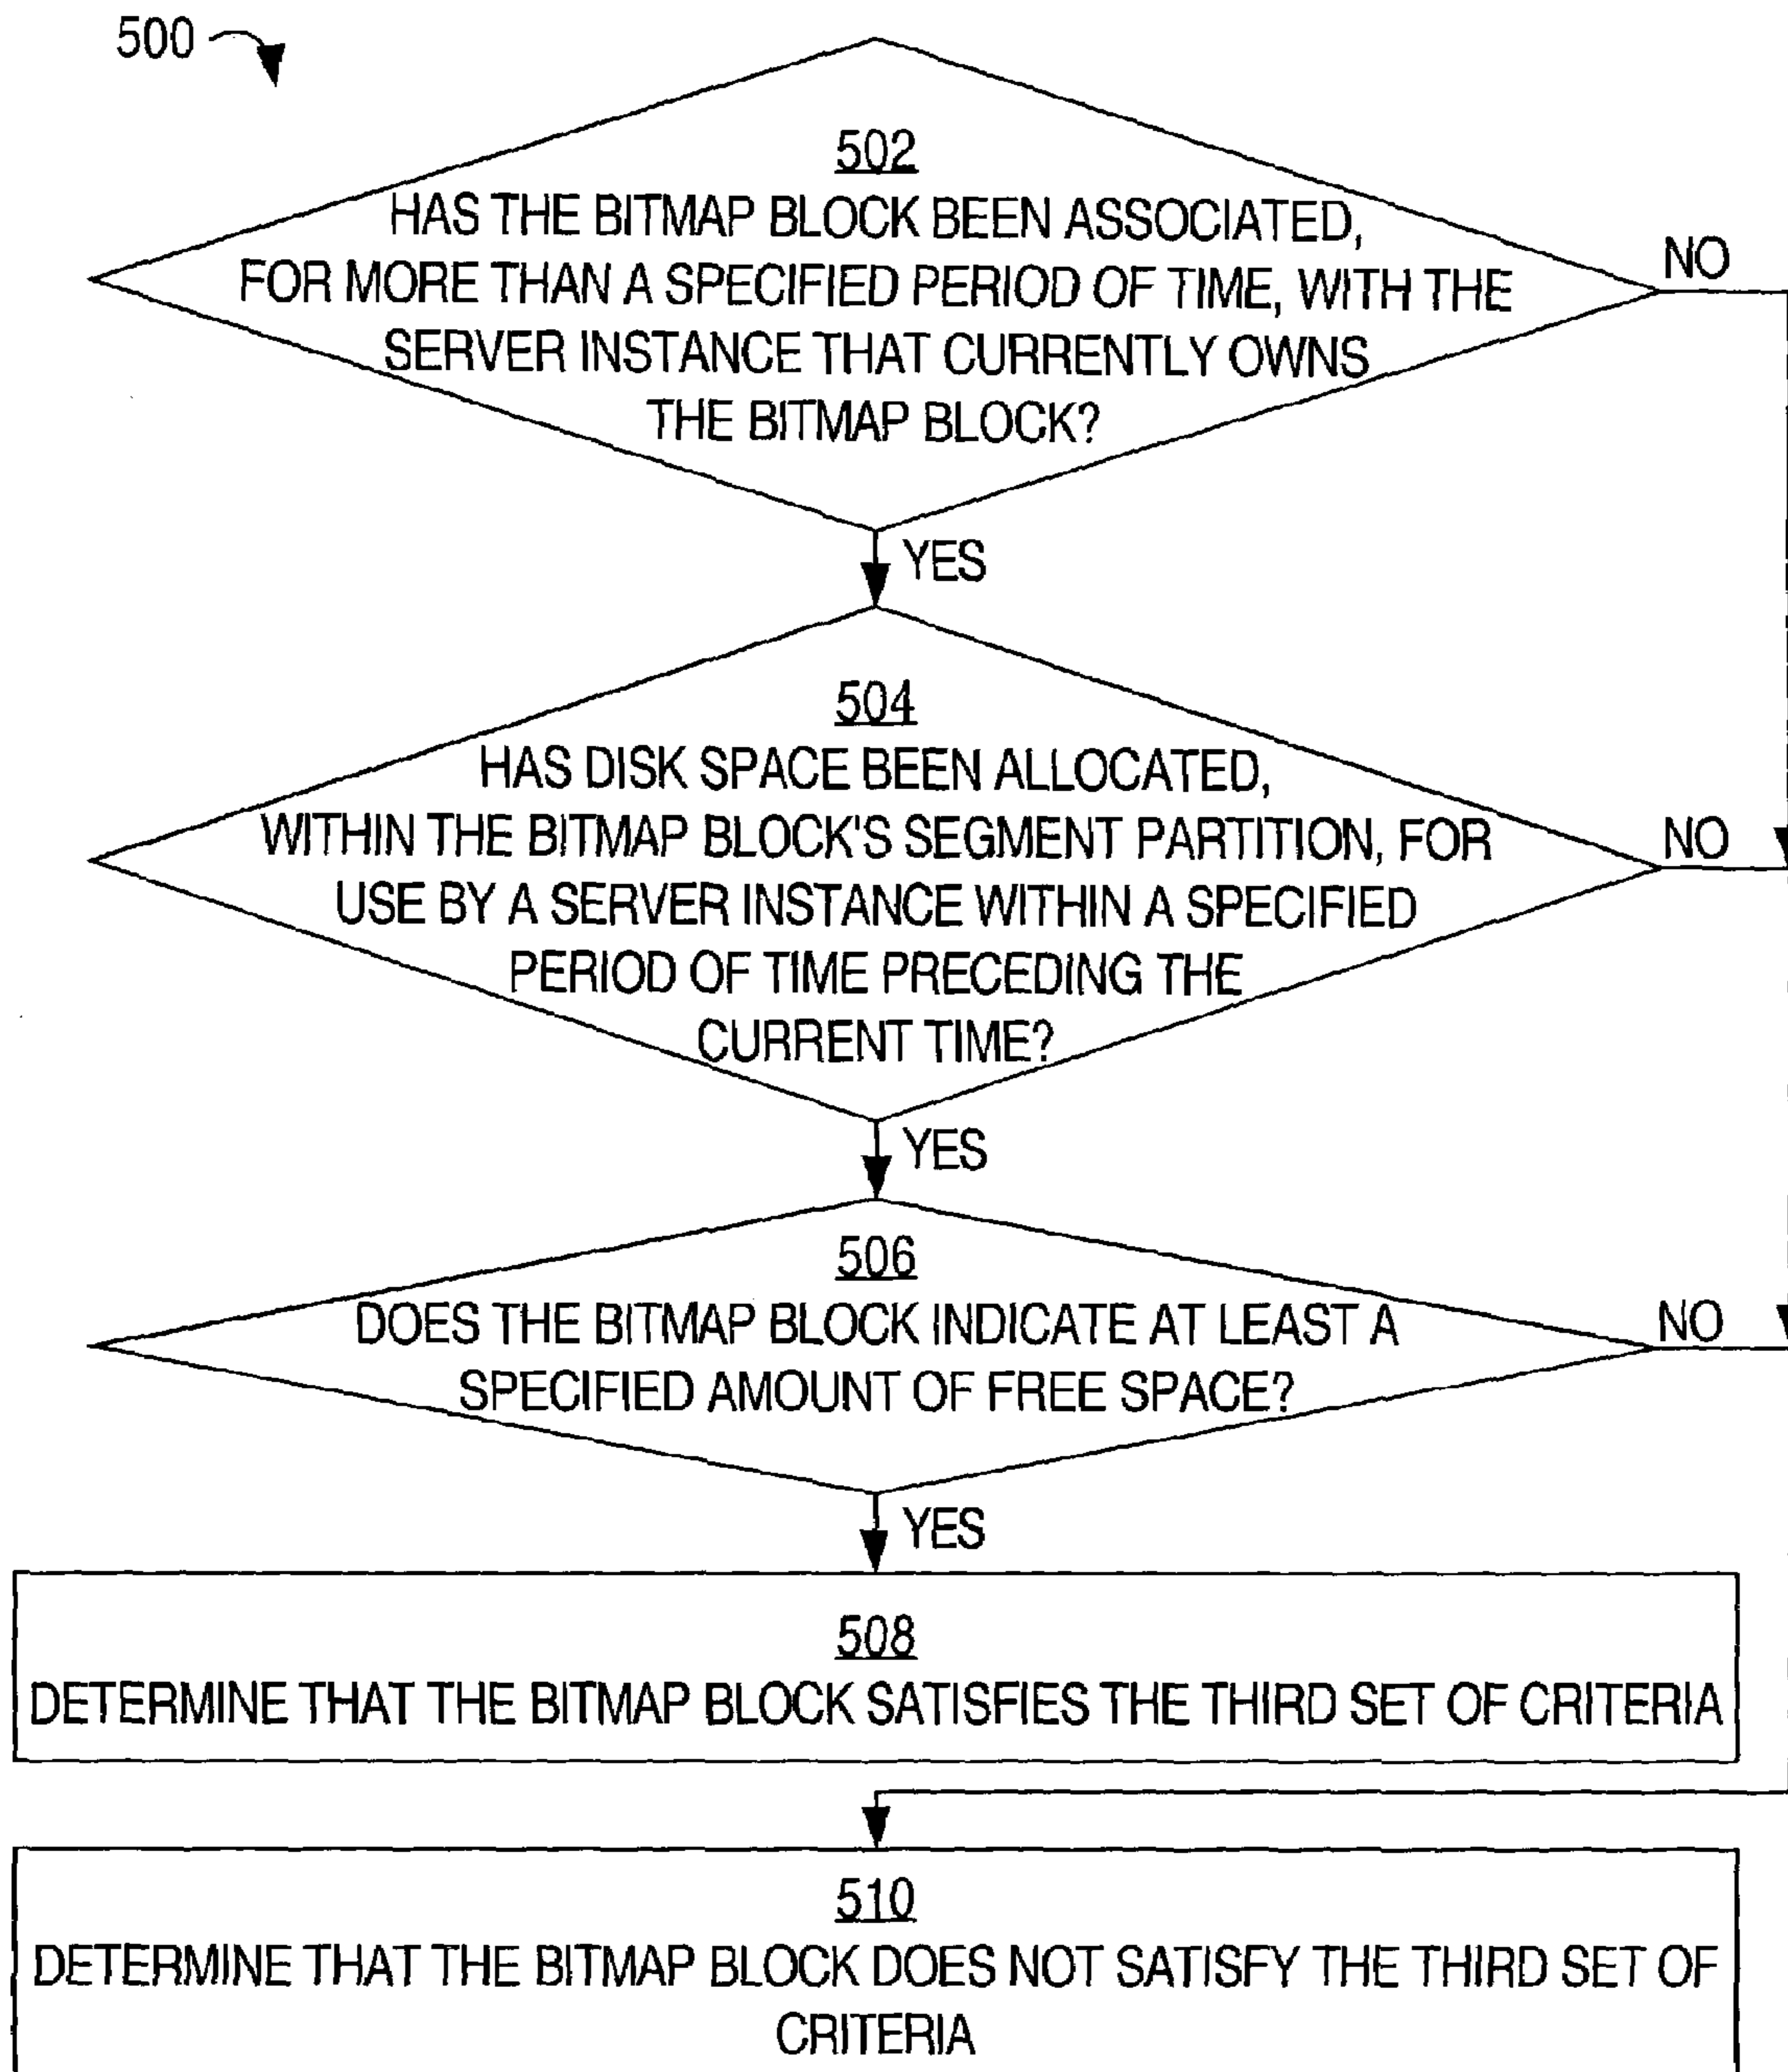 500
502
HAS THE BITMAP BLOCK BEEN ASSOCIATED,
FOR MORE THAN A SPECIFIED PERIOD OF TIME, WITH THE
SERVER INSTANCE THAT CURRENTLY OWNS
THE BITMAP BLOCK?
NO
YES
504
HAS DISK SPACE BEEN ALLOCATED,
WITHIN THE BITMAP BLOCK'S SEGMENT PARTITION, FOR
USE BY A SERVER INSTANCE WITHIN A SPECIFIED
PERIOD OF TIME PRECEDING THE
CURRENT TIME?
NO
YES
506
DOES THE BITMAP BLOCK INDICATE AT LEAST A
SPECIFIED AMOUNT OF FREE SPACE?
NO
YES
508
DETERMINE THAT THE BITMAP BLOCK SATISFIES THE THIRD SET OF CRITERIA
510
DETERMINE THAT THE BITMAP BLOCK DOES NOT SATISFY THE THIRD SET OF
CRITERIA